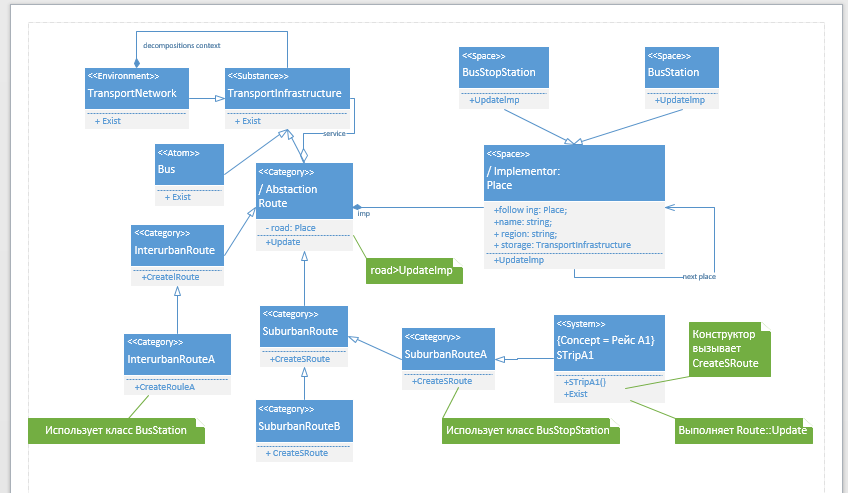 decompositions context
<<Environment>>
TransportNetwork
+ Exist
<<Substance>>
TransportInfrastructure
+ Exist
service
<<Space>>
BusStopStation
+UpdateImp
<<Space>>
BusStation
+UpdateImp
<<Atom>>
Bus
+ Exist
<<Category>>
/ Abstaction
Route
- road: Place
+Update
imp
<<Space>>
/ Implementor:
Place
+follow ing: Place;
+name: string;
+ region: string;
+ storage: TransportInfrastructure
+UpdateImp
next place
<<Category>>
InterurbanRoute
+CreateIRoute
road>UpdateImp
<<Category>>
InterurbanRouteA
+CreateRouleA
<<Category>>
SuburbanRoute
+CreateSRoute
<<Category>>
SuburbanRouteA
+CreateSRoute
<<System>>
{Concept = Рейс А1}
STripA1
+STripA1()
+Exist
Конструктор
вызывает
CreateSRoute
<<Category>>
SuburbanRouteB
+ CreateSRoute
Использует класс BusStation
Использует класс BusStopStation
Выполняет Route::Update